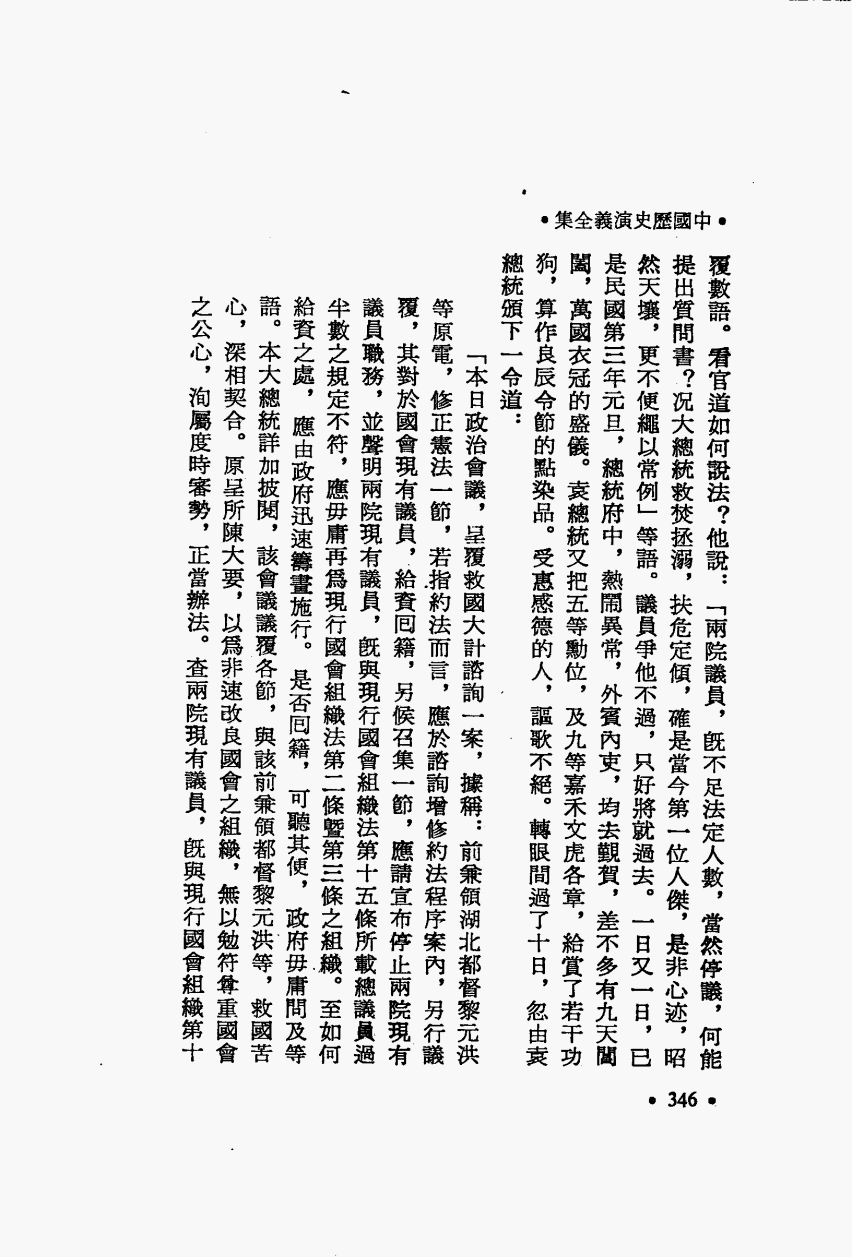 •中國歷史演義全集•
覆數語。看官道如何說法？他說：「兩院議員，既不足法定人數，當然停議，何能
提出質問書？况大總統救焚拯溺，扶危定傾，確是當今第一位人傑，是非心迹，昭
然天壤，更不便繩以常例」等語。議員爭他不過，只好將就過去。一日又一日，已
是民國第三年元旦，總統府中，熱鬧異常，外賓內吏，均去覲賀，差不多有九天閶
闔，萬國衣冠的盛儀。袁總統又把五等勳位，及九等嘉禾文虎各章，給賞了若干功
狗，算作良辰令節的點染品。受惠感德的人，謳歌不絕。轉眼間過了十日，忽由袁
總統頒下一令道：
「本日政治會議，呈覆救國大計諮詢一案，據稱：前兼領湖北都督黎元洪
等原電，修正憲法一節，若指約法而言，應於諮詢增修約法程序案內，另行議
覆，其對於國會現有議員，給資回籍，另候召集一節，應請宣布停止兩院現有
議員職務，並聲明兩院現有議員，既與現行國會組織法第十五條所載總議員過
半數之規定不符，應毋庸再爲現行國會組織法第二條暨第三條之組織。至如何
給資之處，應由政府迅速籌畫施行。是否回籍，可聽其便，政府毋庸問及等
語。本大總統詳加披閱，該會議議覆各節，與該前兼領都督黎元洪等，救國苦
心，深相契合。原呈所陳大要，以爲非速改良國會之組織，無以勉符尊重國會
之公心，洵屬度時審勢，正當辦法。查兩院現有議員，既與現行國會組織第十
•346•